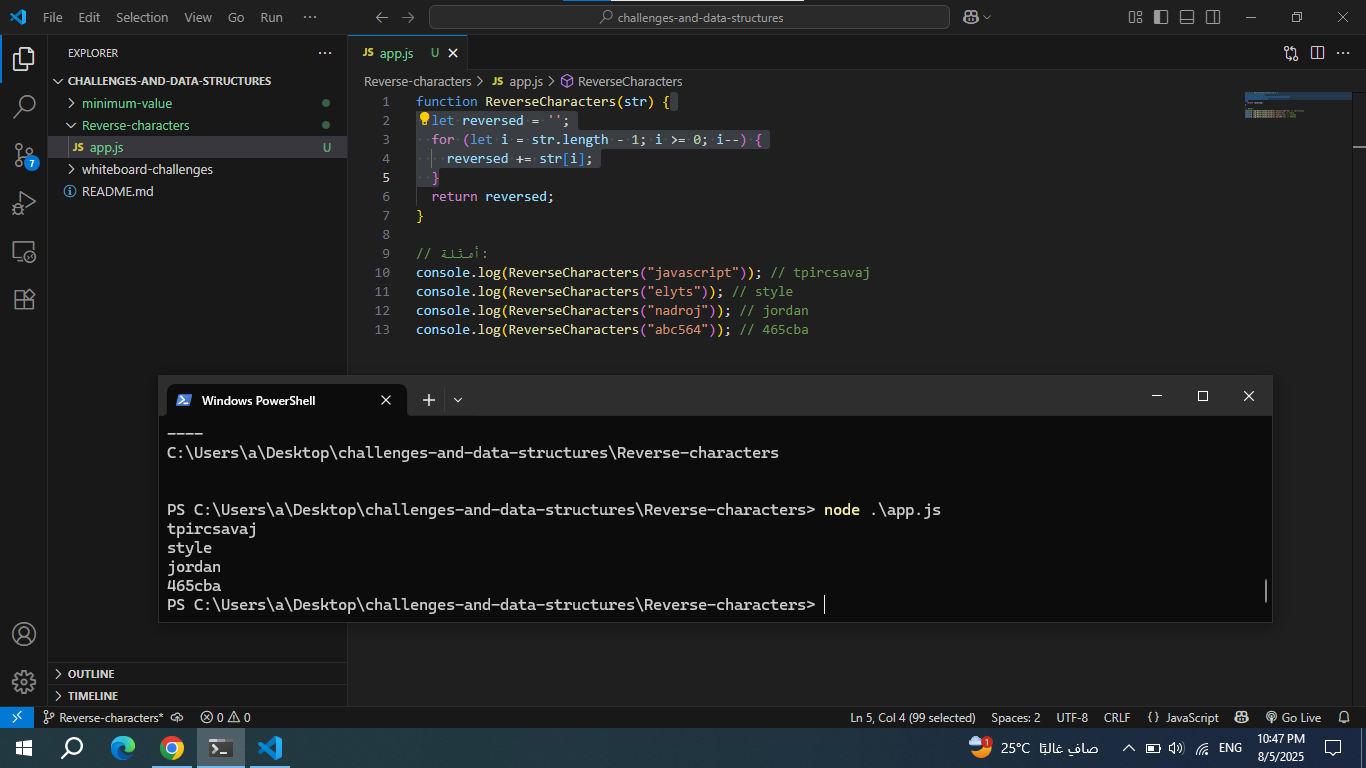 File Edit Selection View Go Run ··· challenges-and-data-structures
EXPLORER ···
JS app.js U
CHALLENGES-AND-DATA-STRUCTURES
minimum-value
Reverse-characters
JS app.js U
whiteboard-challenges
README.md
OUTLINE
TIMELINE
Reverse-characters > JS app.js > ReverseCharacters
1 function ReverseCharacters(str) {
2 let reversed = '';
3 for (let i = str.length - 1; i >= 0; i--) {
4 reversed += str[i];
5 }
6 return reversed;
7 }
8
9 // أمثلة:
10 console.log(ReverseCharacters("javascript")); // tpircsavaj
11 console.log(ReverseCharacters("elyts")); // style
12 console.log(ReverseCharacters("nadroj")); // jordan
13 console.log(ReverseCharacters("abc564")); // 465cba
Windows PowerShell
----
C:\Users\a\Desktop\challenges-and-data-structures\Reverse-characters
PS C:\Users\a\Desktop\challenges-and-data-structures\Reverse-characters> node .\app.js
tpircsavaj
style
jordan
465cba
PS C:\Users\a\Desktop\challenges-and-data-structures\Reverse-characters>
7
Reverse-characters* 0 0 Ln 5, Col 4 (99 selected) Spaces: 2 UTF-8 CRLF {} JavaScript Go Live
1 25°C صافٍ غالبًا ENG 10:47 PM
8/5/2025